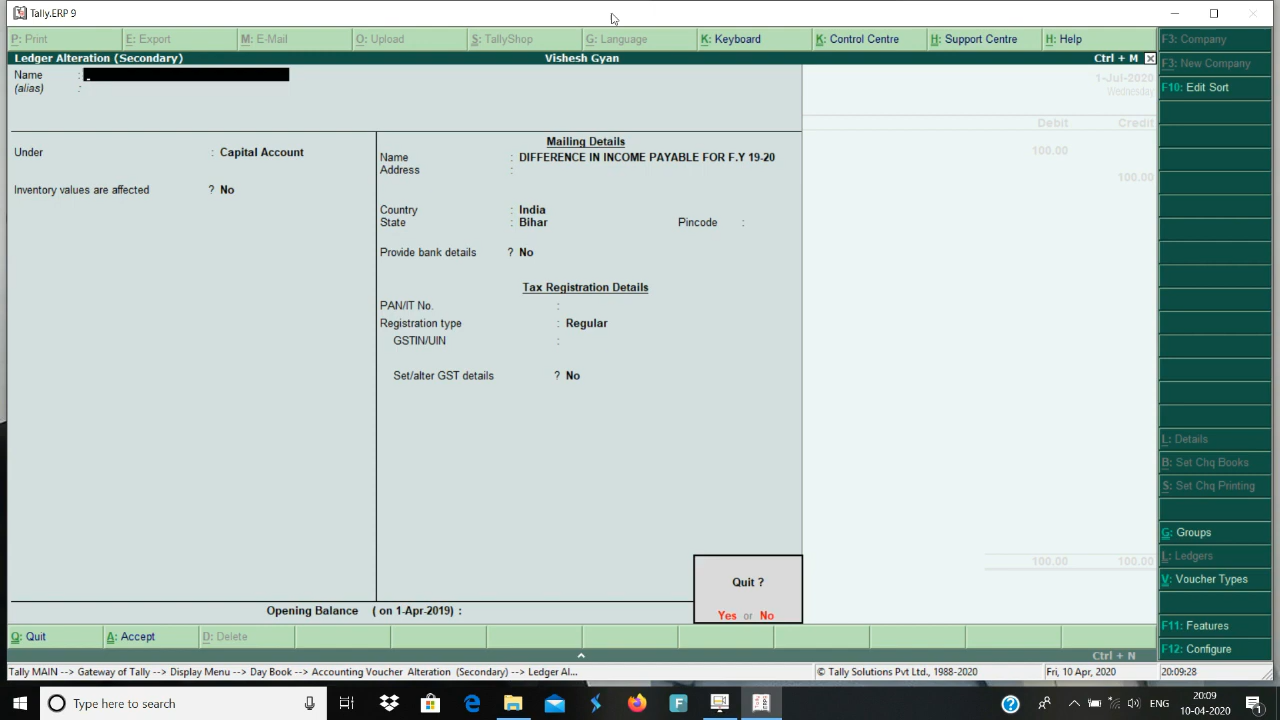 Tally.ERP 9
P: Print E: Export M: E-Mail O: Upload S: TallyShop G: Language K: Keyboard K: Control Centre H: Support Centre H: Help F3: Company
Ledger Alteration (Secondary) Vishesh Gyan Ctrl + M F3: New Company
Name :
(alias) :
1-Jul-2020
Wednesday
F10: Edit Sort
Debit Credit
Under : Capital Account
Mailing Details
Name : DIFFERENCE IN INCOME PAYABLE FOR F.Y 19-20
Address :
100.00
100.00
Inventory values are affected ? No
Country : India
State : Bihar Pincode :
Provide bank details ? No
Tax Registration Details
PAN/IT No. :
Registration type : Regular
GSTIN/UIN :
Set/alter GST details ? No
L: Details
B: Set Chq Books
S: Set Chq Printing
G: Groups
L: Ledgers
100.00 100.00
V: Voucher Types
Quit ?
Yes or No
Opening Balance ( on 1-Apr-2019) :
F11: Features
Q: Quit A: Accept D: Delete
F12: Configure
Ctrl + N
Tally MAIN --> Gateway of Tally --> Display Menu --> Day Book --> Accounting Voucher Alteration (Secondary) --> Ledger Al... © Tally Solutions Pvt Ltd., 1988-2020 Fri, 10 Apr, 2020 20:09:28
Type here to search
ENG
20:09
10-04-2020